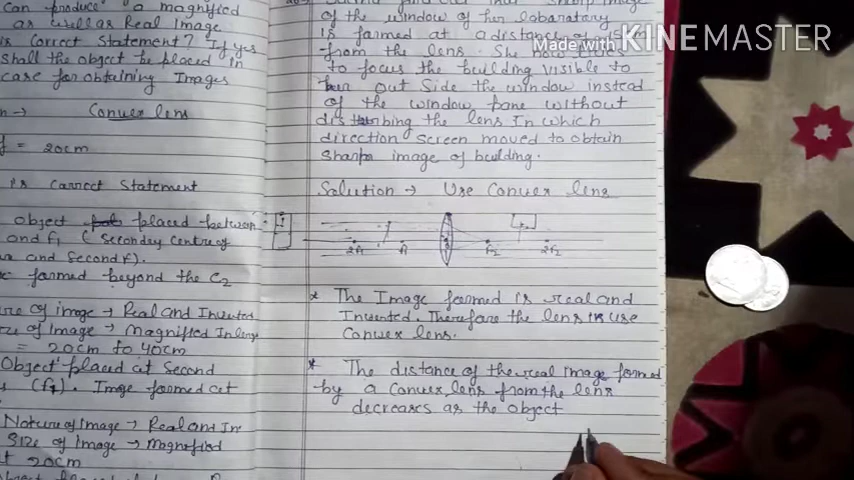 can produce a magnified
as well as Real Image
is correct statement? If yes
shall the object be placed in
case for obtaining Images
Convex lens
f = 20cm
is correct statement
object placed between
and f1 (Secondary centre of
and Second F).
formed beyond the C2
of image → Real and Inverted
of Image → Magnified
= 20cm to 40cm
Object placed at Second
(f1). Image formed at
Nature of image → Real and In
Size of image → Magnified
20cm
image
of the window of her labaratary
is formed at a distance of
from the lens. She now tries
to focus the building visible to
her out side the window instead
of the window pane without
disturbing the lens In which
direction screen moved to obtain
sharp image of building.
Solution → Use Convex lens
F2
2f2
* The Image formed is real and
Inverted. Therefore the lens is use
Convex lens.
* The distance of the real image formed
by a convex lens from the lens
decreases as the object
Made with KINEMASTER